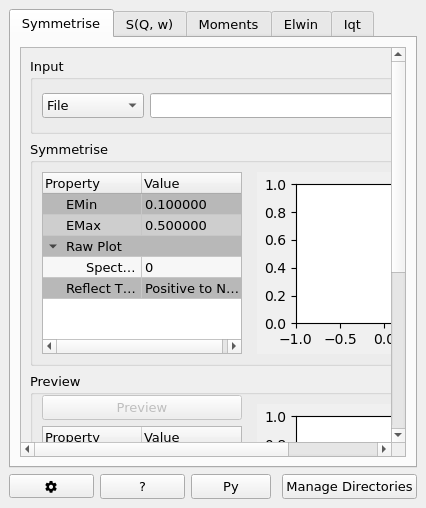 Symmetrise S(Q, w) Moments Elwin Iqt
Input
File
Symmetrise
Property Value
EMin 0.100000
EMax 0.500000
Raw Plot
Spect... 0
Reflect T... Positive to N...
1.0
0.8
0.6
0.4
0.2
0.0
−1.0 −0.5 0.0
Preview
Preview
Property Value
1.0
0.8
? Py Manage Directories